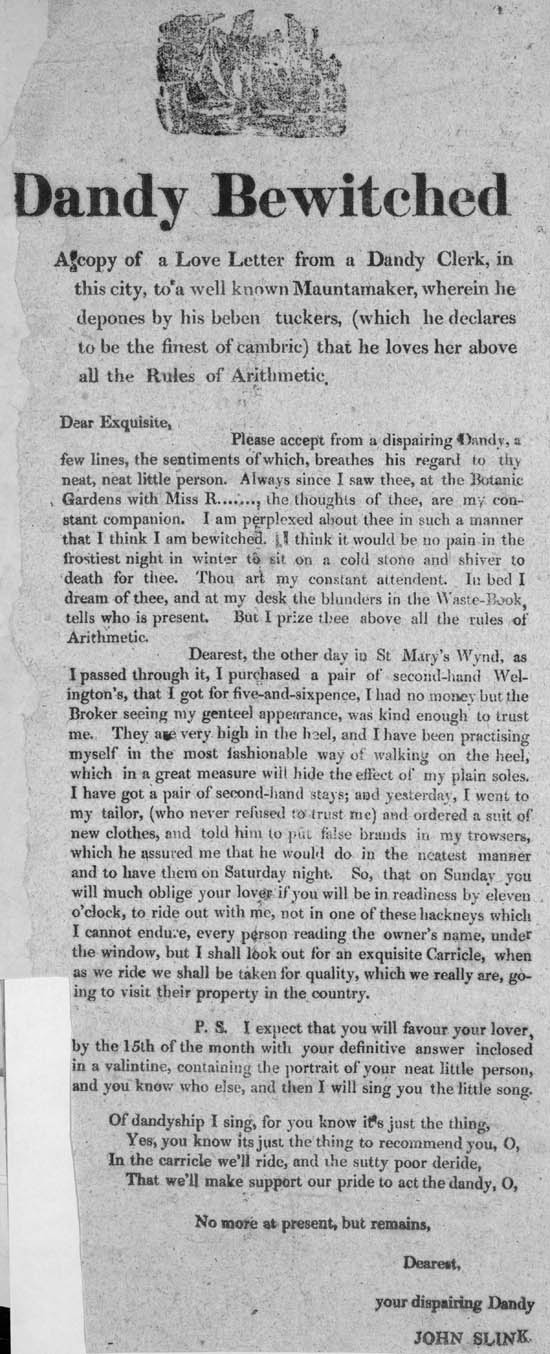 Dandy Bewitched
A copy of a Love Letter from a Dandy Clerk, in
this city, to a well known Mauntamaker, wherein he
depones by his beben tuckers, (which he declares
to be the finest of cambric) that he loves her above
all the Rules of Arithmetic.
Dear Exquisite,
Please accept from a dispairing Dandy, a
few lines, the sentiments of which, breathes his regard to thy
neat, neat little person. Always since I saw thee, at the Botanic
Gardens with Miss R......., the thoughts of thee, are my con-
stant companion. I am perplexed about thee in such a manner
that I think I am bewitched. I think it would be no pain in the
frostiest night in winter to sit on a cold stone and shiver to
death for thee. Thou art my constant attendent. In bed I
dream of thee, and at my desk the blunders in the Waste-Book,
tells who is present. But I prize thee above all the rules of
Arithmetic.
Dearest, the other day in St Mary's Wynd, as
I passed through it, I purchased a pair of second-hand Wel-
ington's, that I got for five-and-sixpence, I had no money but the
Broker seeing my genteel appearance, was kind enough to trust
me. They are very high in the heel, and I have been practising
myself in the most fashionable way of walking on the heel,
which in a great measure will hide the effect of my plain soles.
I have got a pair of second-hand stays; and yesterday, I went to
my tailor, (who never refused to trust me) and ordered a suit of
new clothes, and told him to put false brands in my trowsers,
which he assured me that he would do in the neatest manner
and to have them on Saturday night. So, that on Sunday you
will much oblige your lover if you will be in readiness by eleven
o'clock, to ride out with me, not in one of these hackneys which
I cannot endure, every person reading the owner's name, under
the window, but I shall look out for an exquisite Carricle, when
as we ride we shall be taken for quality, which we really are, go-
ing to visit their property in the country.
P. S. I expect that you will favour your lover,
by the 15th of the month with your definitive answer inclosed
in a valintine, containing the portrait of your neat little person,
and you know who else, and then I will sing you the little song.
Of dandyship I sing, for you know it's just the thing,
Yes, you know its just the thing to recommend you, O,
In the carricle we'll ride, and the sutty poor deride,
That we'll make support our pride to act the dandy, O,
No more at present, but remains,
Dearest,
your dispairing Dandy
JOHN SLINK.